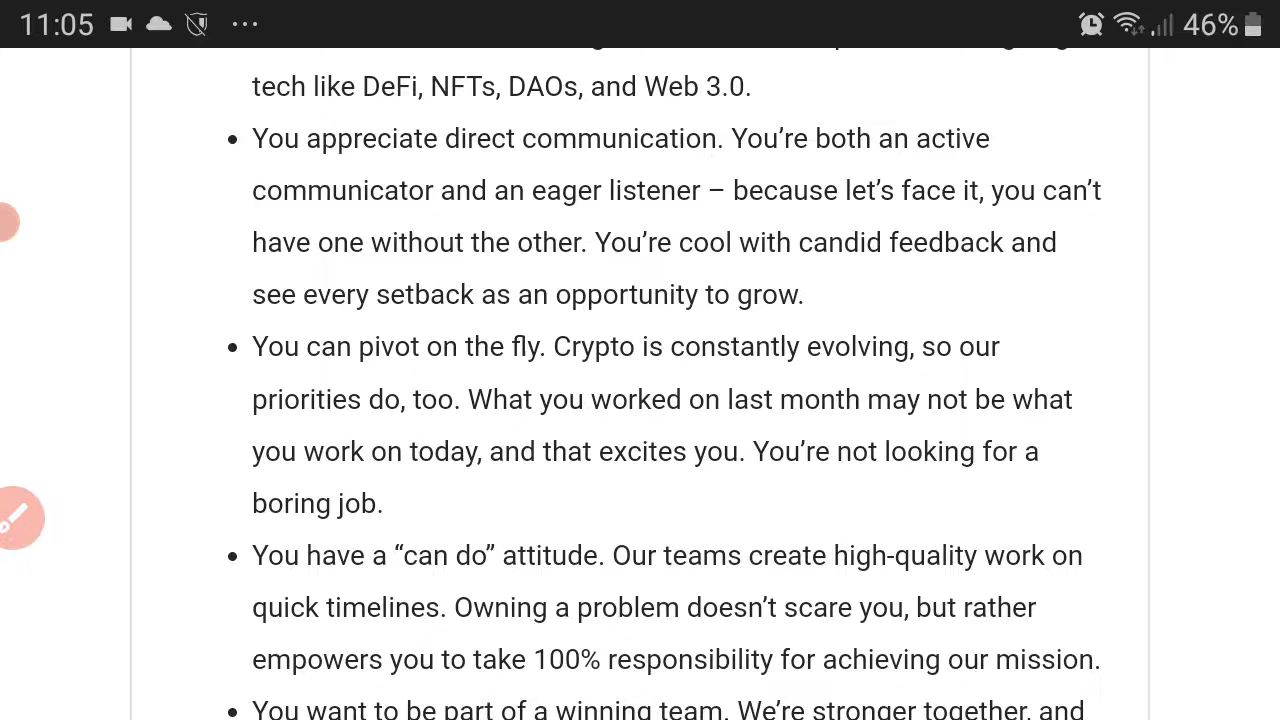 11:05 46%
tech like DeFi, NFTs, DAOs, and Web 3.0.
• You appreciate direct communication. You’re both an active
communicator and an eager listener – because let’s face it, you can’t
have one without the other. You’re cool with candid feedback and
see every setback as an opportunity to grow.
• You can pivot on the fly. Crypto is constantly evolving, so our
priorities do, too. What you worked on last month may not be what
you work on today, and that excites you. You’re not looking for a
boring job.
• You have a “can do” attitude. Our teams create high-quality work on
quick timelines. Owning a problem doesn’t scare you, but rather
empowers you to take 100% responsibility for achieving our mission.
• You want to be part of a winning team. We’re stronger together, and